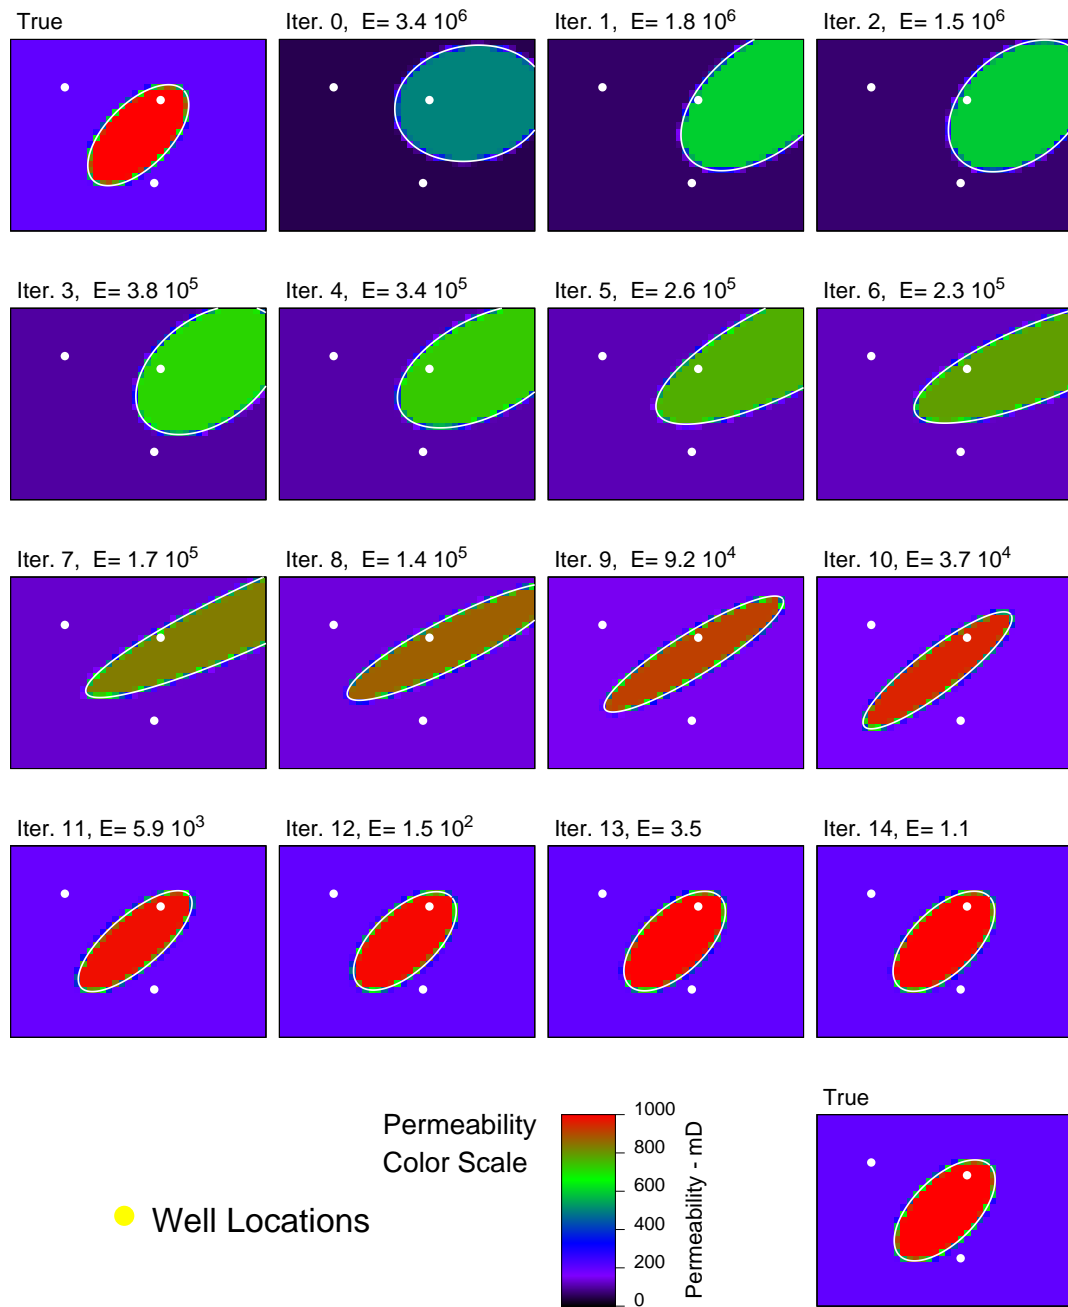 True
Iter. 0, E= 3.4 10^6
Iter. 1, E= 1.8 10^6
Iter. 2, E= 1.5 10^6
Iter. 3, E= 3.8 10^5
Iter. 4, E= 3.4 10^5
Iter. 5, E= 2.6 10^5
Iter. 6, E= 2.3 10^5
Iter. 7, E= 1.7 10^5
Iter. 8, E= 1.4 10^5
Iter. 9, E= 9.2 10^4
Iter. 10, E= 3.7 10^4
Iter. 11, E= 5.9 10^3
Iter. 12, E= 1.5 10^2
Iter. 13, E= 3.5
Iter. 14, E= 1.1
Permeability
Color Scale
1000
800
600
400
200
0
Permeability - mD
True
Well Locations